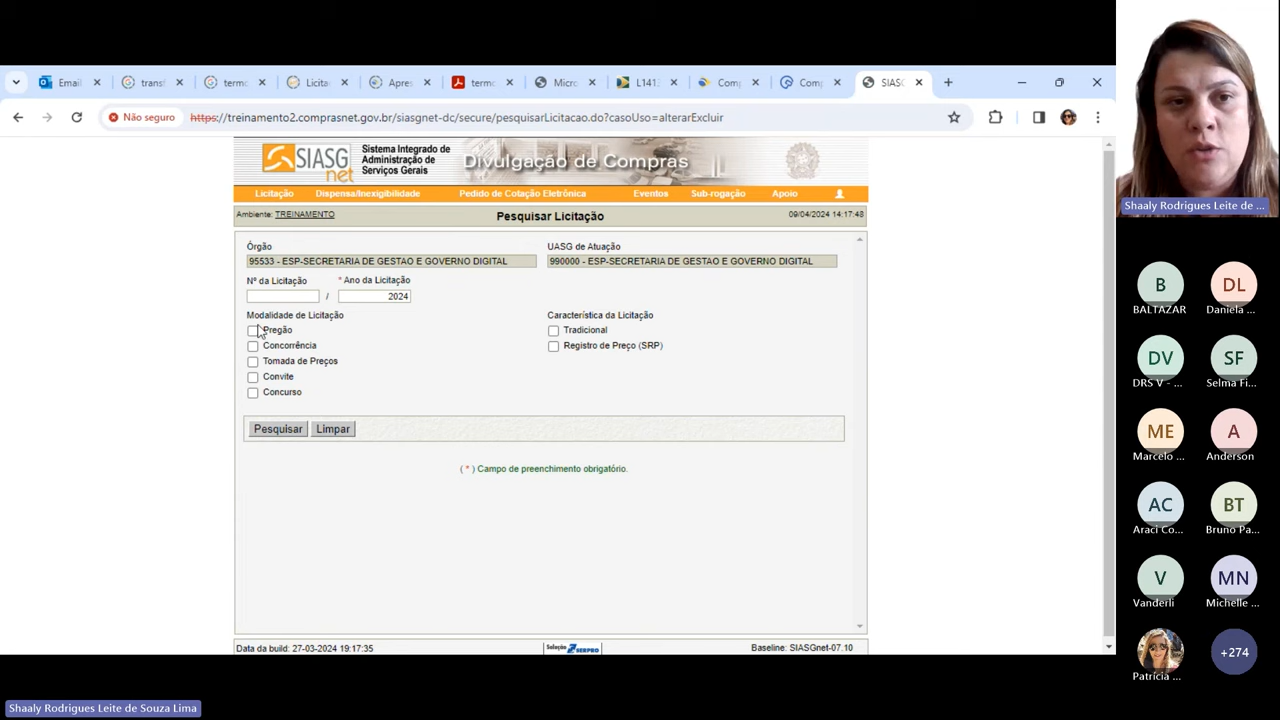 Email
transf
termo
Licita
Apres
termo
Micro
L141
Comp
Comp
SIAS
Não seguro
https://treinamento2.comprasnet.gov.br/siasgnet-dc/secure/pesquisarLicitacao.do?casoUso=alterarExcluir
SIASG
net
Sistema Integrado de
Administração de
Serviços Gerais
Divulgação de Compras
Licitação Dispensa/Inexigibilidade Pedido de Cotação Eletrônica Eventos Sub-rogação Apoio
Ambiente: TREINAMENTO
Pesquisar Licitação
09/04/2024 14:17:48
Órgão
UASG de Atuação
95533 - ESP-SECRETARIA DE GESTAO E GOVERNO DIGITAL
990000 - ESP-SECRETARIA DE GESTAO E GOVERNO DIGITAL
Nº da Licitação
* Ano da Licitação
/ 2024
Modalidade de Licitação
Característica da Licitação
Pregão
Tradicional
Concorrência
Registro de Preço (SRP)
Tomada de Preços
Convite
Concurso
Pesquisar Limpar
( * ) Campo de preenchimento obrigatório.
Data da build: 27-03-2024 19:17:35
Solução SERPRO
Baseline: SIASGnet-07.10
Shaaly Rodrigues Leite de ...
B
BALTAZAR
DL
Daniela ...
DV
DRS V - ...
SF
Selma Fi...
ME
Marcelo ...
A
Anderson
AC
Araci Co...
BT
Bruno Pa...
V
Vanderli
MN
Michelle ...
Patrícia ...
+274
Shaaly Rodrigues Leite de Souza Lima